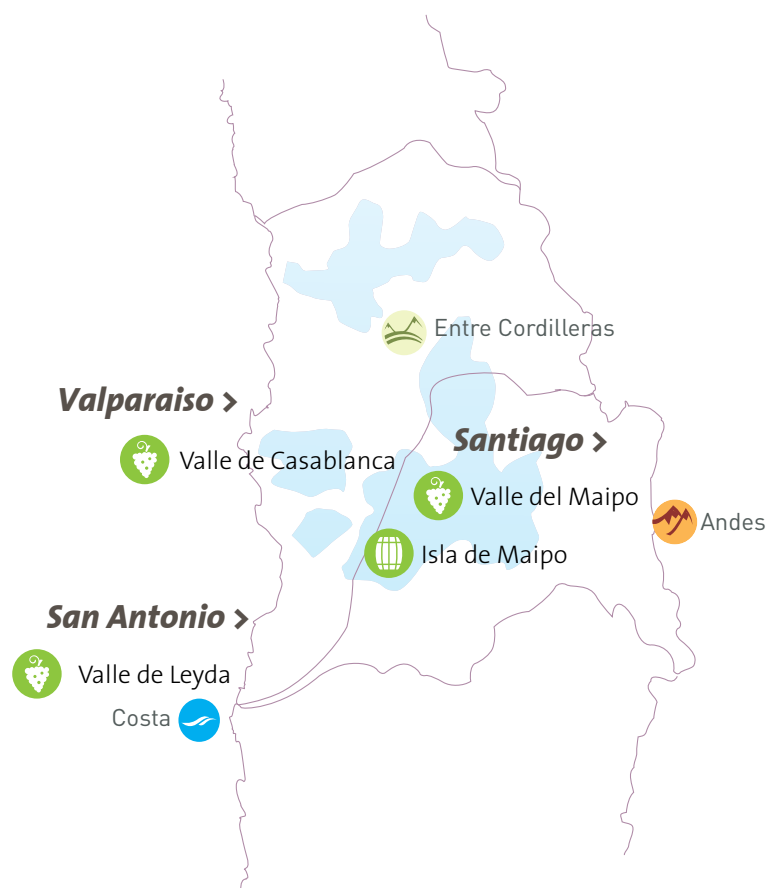 Entre Cordilleras
Valparaiso >
Santiago >
Valle de Casablanca
Valle del Maipo
Andes
Isla de Maipo
San Antonio >
Valle de Leyda
Costa